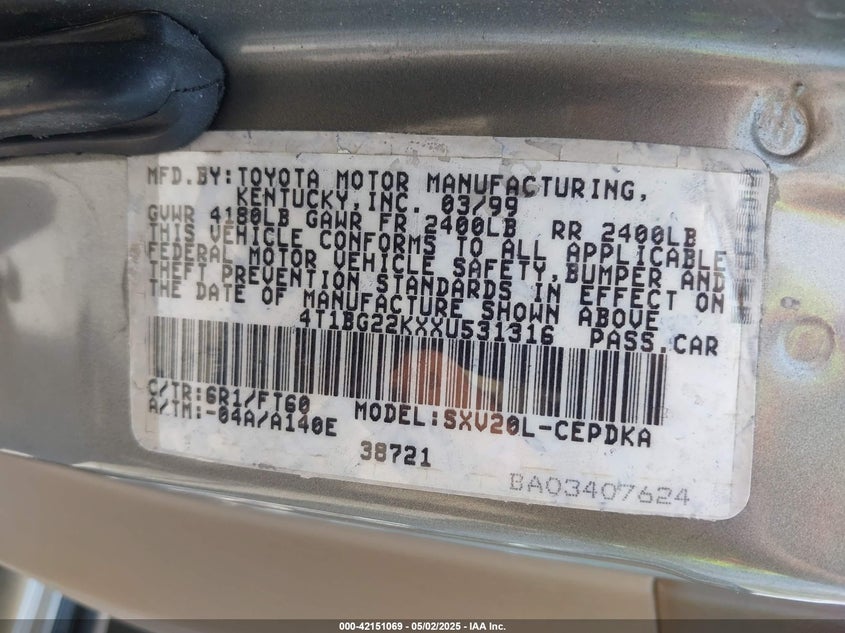 MFD.BY:TOYOTA MOTOR MANUFACTURING,
KENTUCKY,INC. 03/99
GVWR 4180LB GAWR FR 2400LB RR 2400LB
THIS VEHICLE CONFORMS TO ALL APPLICABLE
FEDERAL MOTOR VEHICLE SAFETY,BUMPER AND
THEFT PREVENTION STANDARDS IN EFFECT ON
THE DATE OF MANUFACTURE SHOWN ABOVE
4T1BG22KXXU531316 PASS.CAR
C/TR:6R1/FT60 MODEL:SXV20L-CEPDKA
A/TM:-04A/A140E
38721
BA03407624
000-42151069 - 05/02/2025 - IAA Inc.